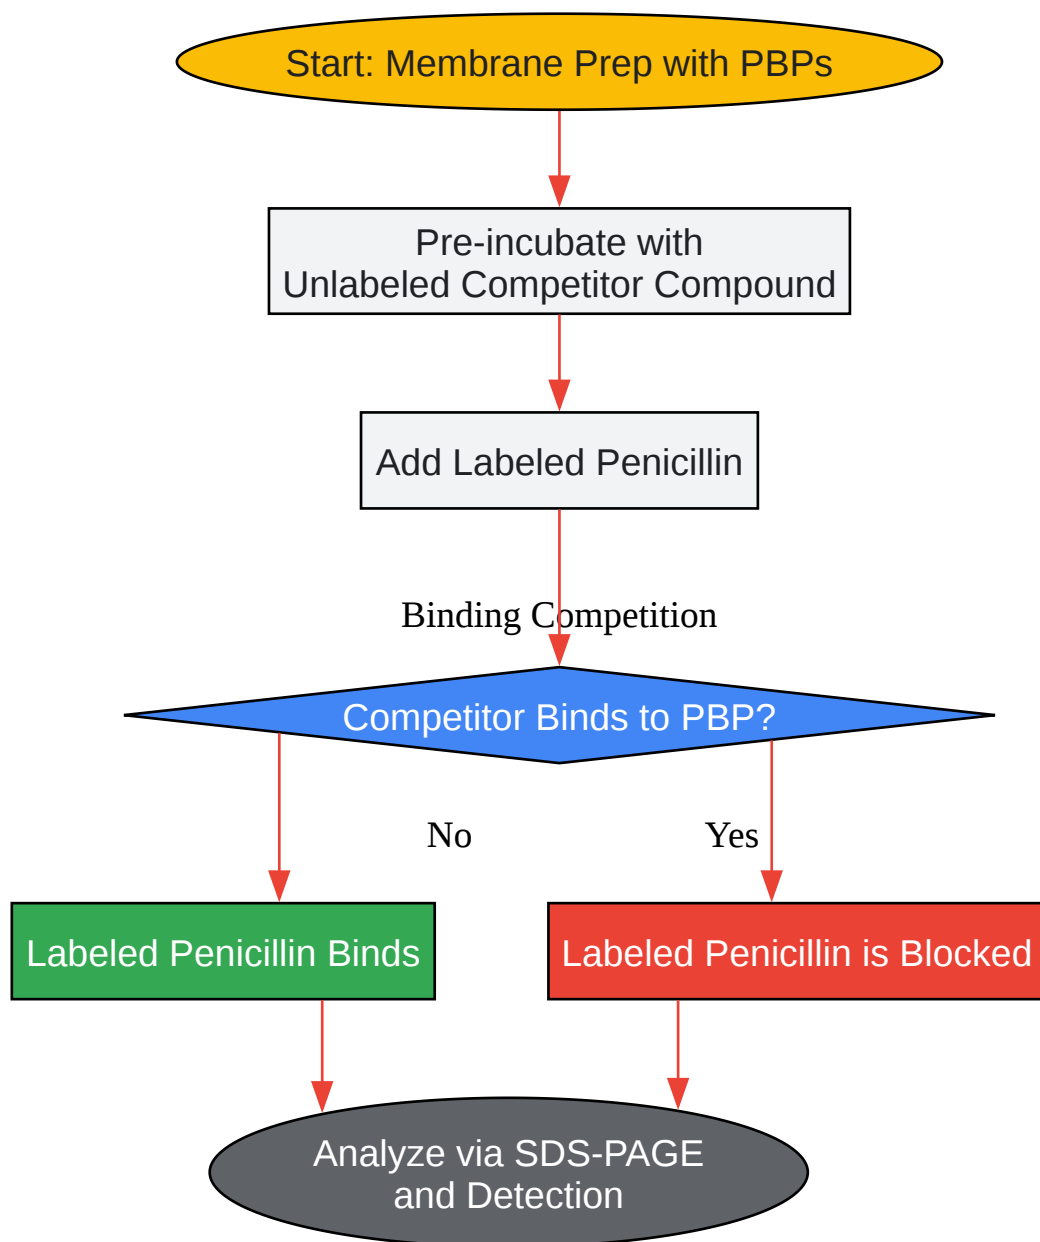 Start: Membrane Prep with PBPs
Pre-incubate with
Unlabeled Competitor Compound
Add Labeled Penicillin
Binding Competition
Competitor Binds to PBP?
No
Yes
Labeled Penicillin Binds
Labeled Penicillin is Blocked
Analyze via SDS-PAGE
and Detection